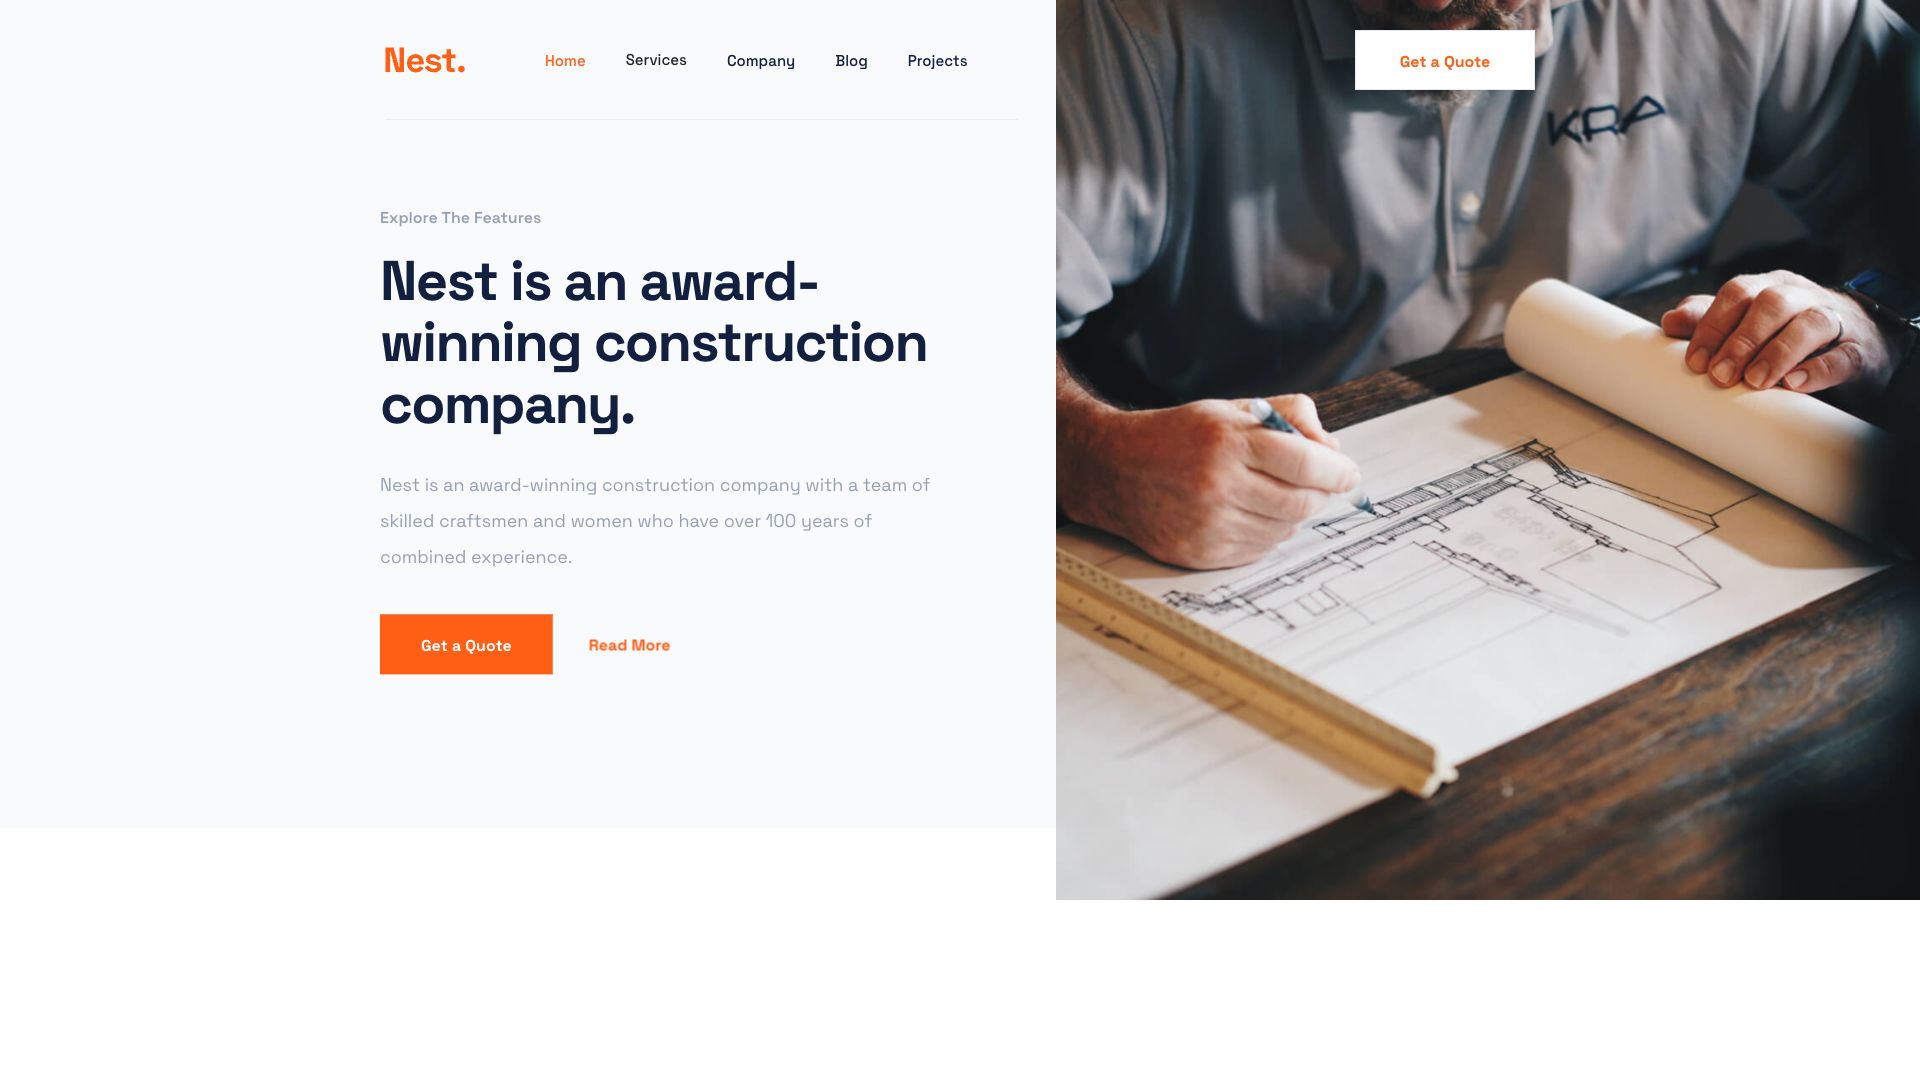 Nest.
Home Services Company Blog Projects
Get a Quote
KRA
Explore The Features
Nest is an award-
winning construction
company.
Nest is an award-winning construction company with a team of
skilled craftsmen and women who have over 100 years of
combined experience.
Get a Quote Read More